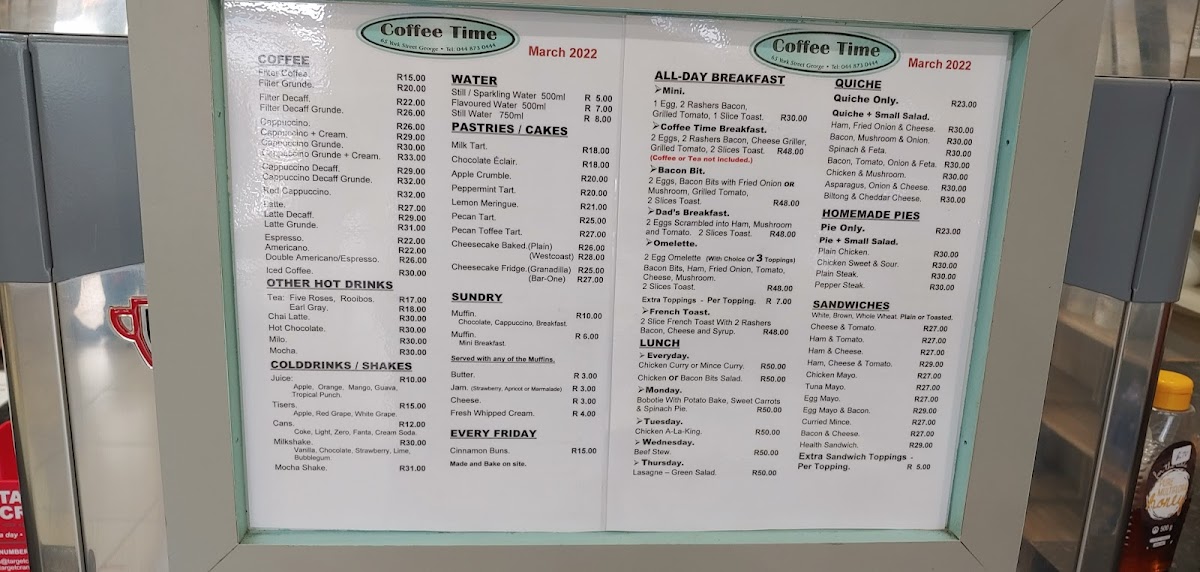 Coffee Time
65 York Street George • Tel: 044 873 0444
March 2022
COFFEE
Filter Coffee. R15.00
Filter Grunde. R20.00
Filter Decaff. R22.00
Filter Decaff Grunde. R26.00
Cappuccino. R26.00
Cappuccino + Cream. R29.00
Cappuccino Grunde. R30.00
Cappuccino Grunde + Cream. R33.00
Cappuccino Decaff. R29.00
Cappuccino Decaff Grunde. R32.00
Red Cappuccino. R32.00
Latte. R27.00
Latte Decaff. R29.00
Latte Grunde. R31.00
Espresso. R22.00
Americano. R22.00
Double Americano/Espresso. R26.00
Iced Coffee. R30.00
OTHER HOT DRINKS
Tea: Five Roses, Rooibos. R17.00
Earl Gray. R18.00
Chai Latte. R30.00
Hot Chocolate. R30.00
Milo. R30.00
Mocha. R30.00
COLDDRINKS / SHAKES
Juice: R10.00
Apple, Orange, Mango, Guava,
Tropical Punch.
Tisers. R15.00
Apple, Red Grape, White Grape.
Cans. R12.00
Coke, Light, Zero, Fanta, Cream Soda.
Milkshake. R30.00
Vanilla, Chocolate, Strawberry, Lime,
Bubblegum.
Mocha Shake. R31.00
WATER
Still / Sparkling Water 500ml R 5.00
Flavoured Water 500ml R 7.00
Still Water 750ml R 8.00
PASTRIES / CAKES
Milk Tart. R18.00
Chocolate Éclair. R18.00
Apple Crumble. R20.00
Peppermint Tart. R20.00
Lemon Meringue. R21.00
Pecan Tart. R25.00
Pecan Toffee Tart. R27.00
Cheesecake Baked.(Plain) R26.00
(Westcoast) R28.00
Cheesecake Fridge.(Granadilla) R25.00
(Bar-One) R27.00
SUNDRY
Muffin. R10.00
Chocolate, Cappuccino, Breakfast.
Muffin. R 6.00
Mini Breakfast.
Served with any of the Muffins.
Butter. R 3.00
Jam. (Strawberry, Apricot or Marmalade) R 3.00
Cheese. R 3.00
Fresh Whipped Cream. R 4.00
EVERY FRIDAY
Cinnamon Buns. R15.00
Made and Bake on site.
Coffee Time
65 York Street George • Tel: 044 873 0444
March 2022
ALL-DAY BREAKFAST
➢Mini.
1 Egg, 2 Rashers Bacon,
Grilled Tomato, 1 Slice Toast. R30.00
➢Coffee Time Breakfast.
2 Eggs, 2 Rashers Bacon, Cheese Griller,
Grilled Tomato, 2 Slices Toast. R48.00
(Coffee or Tea not included.)
➢Bacon Bit.
2 Eggs, Bacon Bits with Fried Onion OR
Mushroom, Grilled Tomato,
2 Slices Toast. R48.00
➢Dad's Breakfast.
2 Eggs Scrambled into Ham, Mushroom
and Tomato. 2 Slices Toast. R48.00
➢Omelette.
2 Egg Omelette (With Choice Of 3 Toppings)
Bacon Bits, Ham, Fried Onion, Tomato,
Cheese, Mushroom.
2 Slices Toast. R48.00
Extra Toppings - Per Topping. R 7.00
➢French Toast.
2 Slice French Toast With 2 Rashers
Bacon, Cheese and Syrup. R48.00
LUNCH
➢Everyday.
Chicken Curry or Mince Curry. R50.00
Chicken OR Bacon Bits Salad. R50.00
➢Monday.
Bobotie With Potato Bake, Sweet Carrots
& Spinach Pie. R50.00
➢Tuesday.
Chicken A-La-King. R50.00
➢Wednesday.
Beef Stew. R50.00
➢Thursday.
Lasagne – Green Salad. R50.00
QUICHE
Quiche Only. R23.00
Quiche + Small Salad.
Ham, Fried Onion & Cheese. R30.00
Bacon, Mushroom & Onion. R30.00
Spinach & Feta. R30.00
Bacon, Tomato, Onion & Feta. R30.00
Chicken & Mushroom. R30.00
Asparagus, Onion & Cheese. R30.00
Biltong & Cheddar Cheese. R30.00
HOMEMADE PIES
Pie Only. R23.00
Pie + Small Salad.
Plain Chicken. R30.00
Chicken Sweet & Sour. R30.00
Plain Steak. R30.00
Pepper Steak. R30.00
SANDWICHES
White, Brown, Whole Wheat. Plain or Toasted.
Cheese & Tomato. R27.00
Ham & Tomato. R27.00
Ham & Cheese. R27.00
Ham, Cheese & Tomato. R29.00
Chicken Mayo. R27.00
Tuna Mayo. R27.00
Egg Mayo. R27.00
Egg Mayo & Bacon. R29.00
Curried Mince. R27.00
Bacon & Cheese. R27.00
Health Sandwich. R29.00
Extra Sandwich Toppings -
Per Topping. R 5.00
TA
CR
a day •
NUMBER
@targetcran
targetcran
honey
500 g